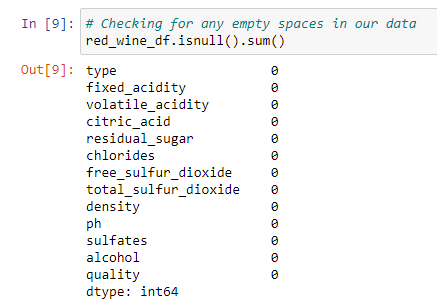 In [9]: # Checking for any empty spaces in our data
red_wine_df.isnull().sum()
Out[9]: type 0
fixed_acidity 0
volatile_acidity 0
citric_acid 0
residual_sugar 0
chlorides 0
free_sulfur_dioxide 0
total_sulfur_dioxide 0
density 0
ph 0
sulfates 0
alcohol 0
quality 0
dtype: int64